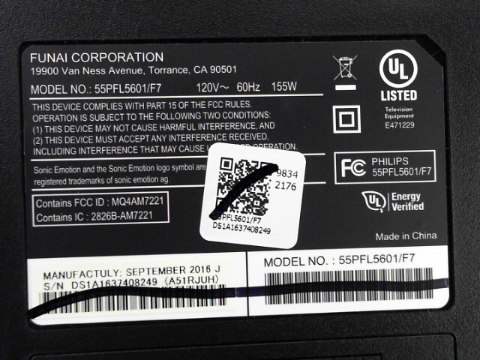 FUNAI CORPORATION
19900 Van Ness Avenue, Torrance, CA 90501
MODEL NO.: 55PFL5601/F7 120V~ 60Hz 155W
THIS DEVICE COMPLIES WITH PART 15 OF THE FCC RULES.
OPERATION IS SUBJECT TO THE FOLLOWING TWO CONDITIONS:
(1) THIS DEVICE MAY NOT CAUSE HARMFUL INTERFERENCE, AND
(2) THIS DEVICE MUST ACCEPT ANY INTERFERENCE RECEIVED,
INCLUDING INTERFERENCE THAT MAY CAUSE
Sonic Emotion and the Sonic Emotion logo symbol are
registered trademarks of sonic emotion ag.
Contains FCC ID : MQ4AM7221
Contains IC : 2826B-AM7221
9834
2176
55PFL5601/F7
DS1A1637408249
UL
LISTED
Television
Equipment
E471229
FC PHILIPS
55PFL5601/F7
UL Energy
Verified
Made in China
MANUFACTULY: SEPTEMBER 2016 J
S/N DS1A1637408249 (A51RJUH)
MODEL NO. : 55PFL5601/F7